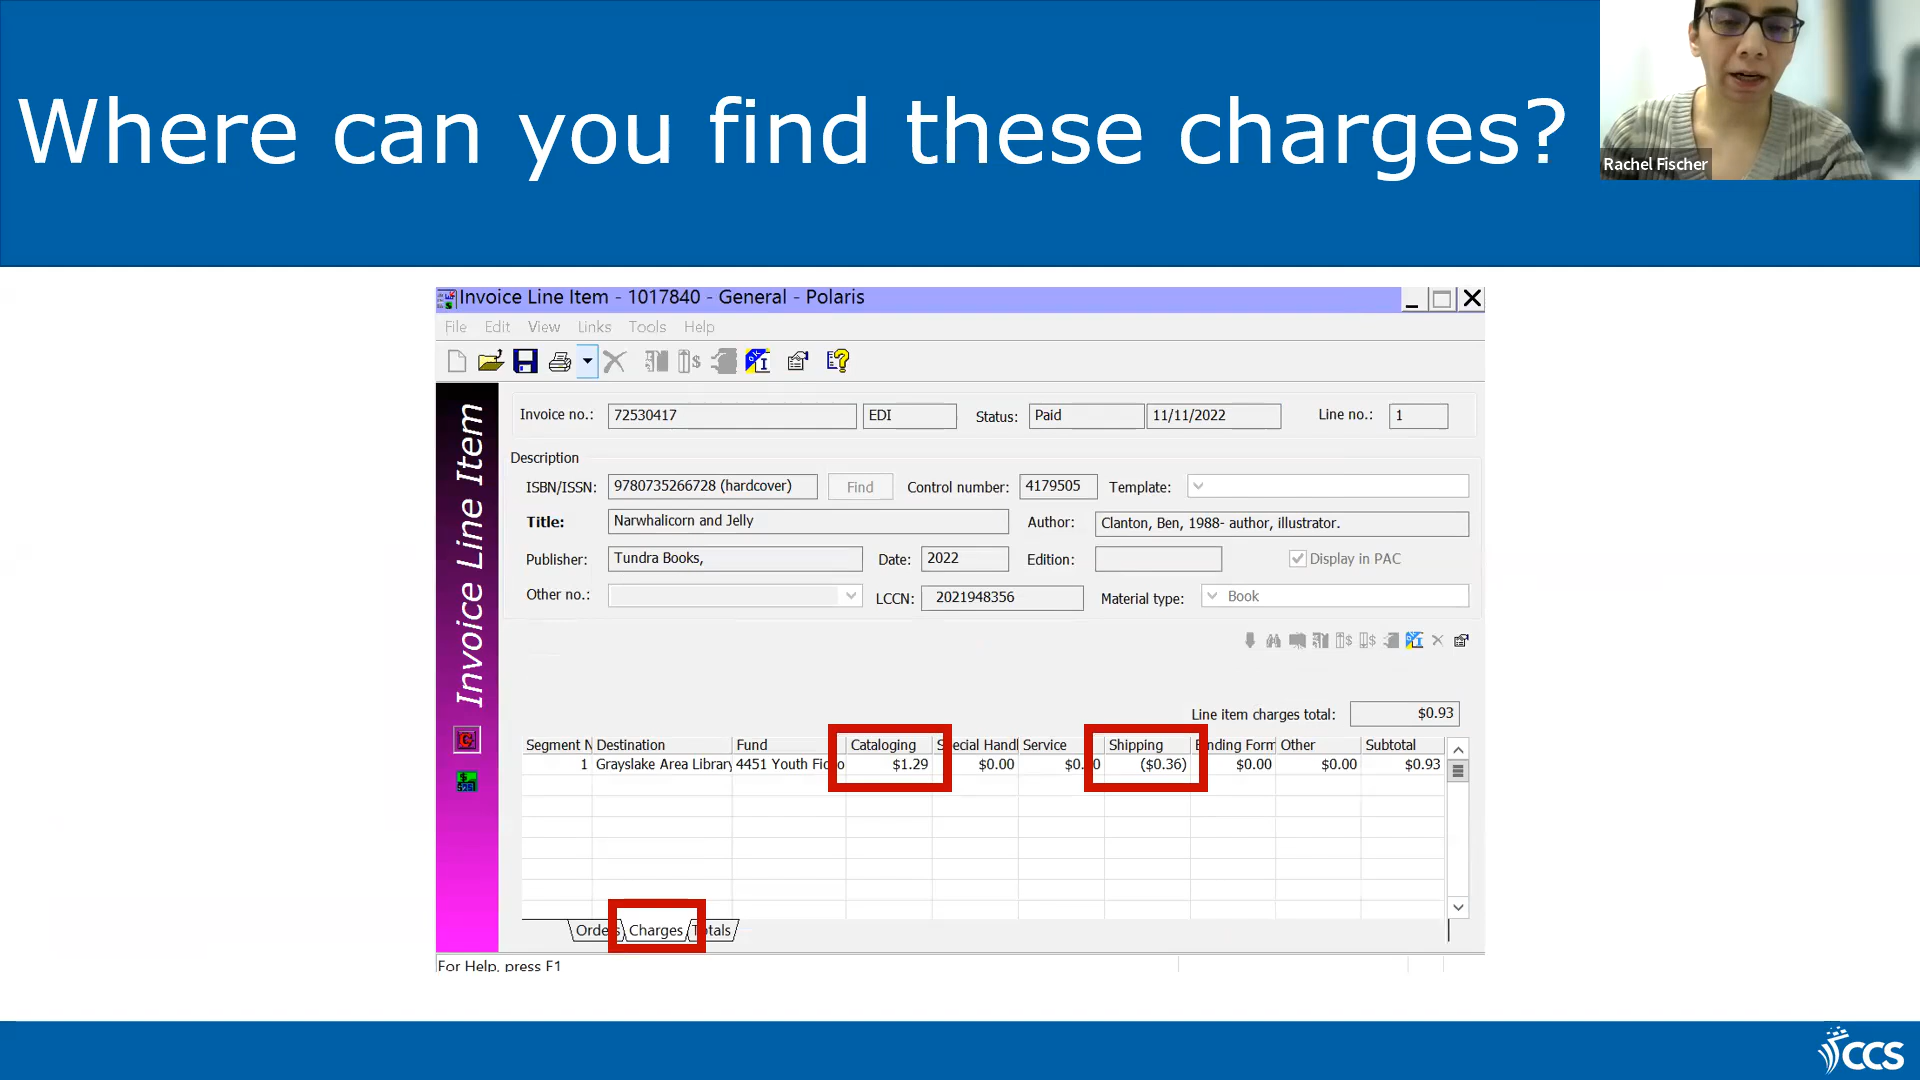 Where can you find these charges?
Rachel Fischer
Invoice Line Item - 1017840 - General - Polaris
File Edit View Links Tools Help
Invoice Line Item
Invoice no.: 72530417 EDI Status: Paid 11/11/2022 Line no.: 1
Description
ISBN/ISSN: 9780735266728 (hardcover) Find Control number: 4179505 Template:
Title: Narwhalicorn and Jelly Author: Clanton, Ben, 1988- author, illustrator.
Publisher: Tundra Books, Date: 2022 Edition: Display in PAC
Other no.: LCCN: 2021948356 Material type: Book
Line item charges total: $0.93
Segment N Destination Fund Cataloging Handl Service Shipping Form Other Subtotal
1 Grayslake Area Library 4451 Youth $1.29 $0.00 ($0.36) $0.00 $0.00 $0.93
Charges
For Help, press F1
CCS